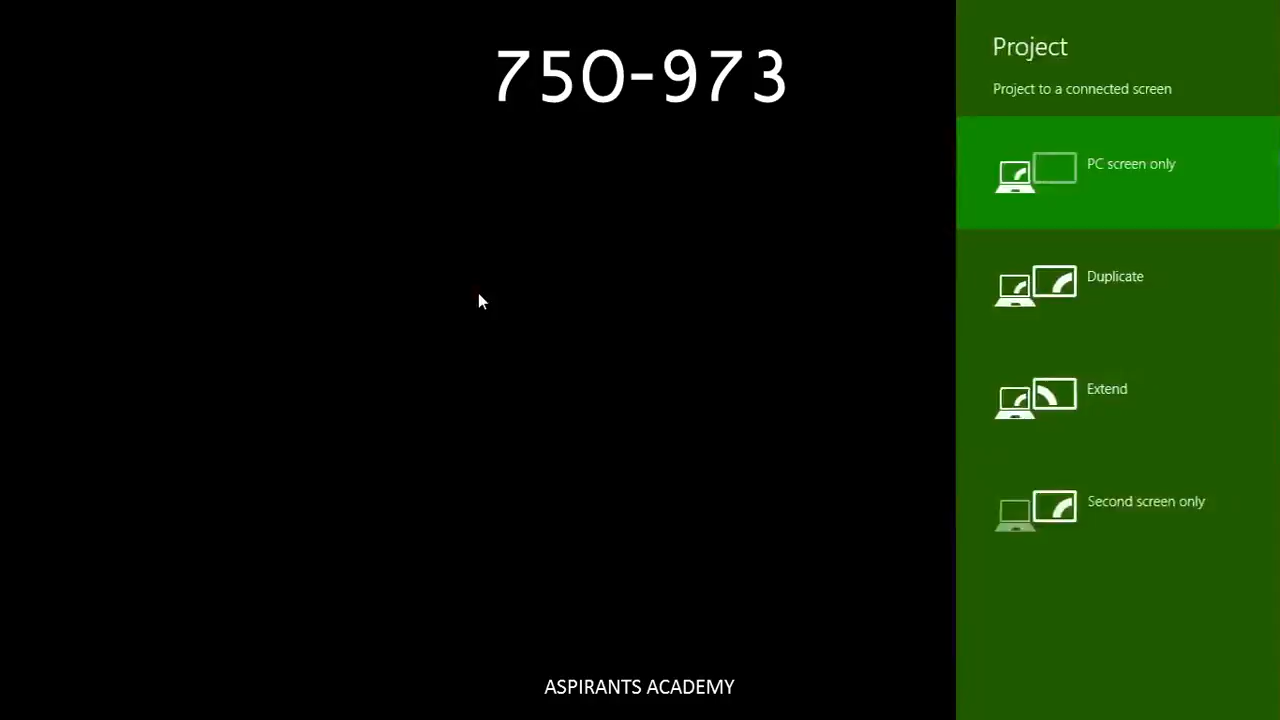 750-973
ASPIRANTS ACADEMY
Project
Project to a connected screen
PC screen only
Duplicate
Extend
Second screen only